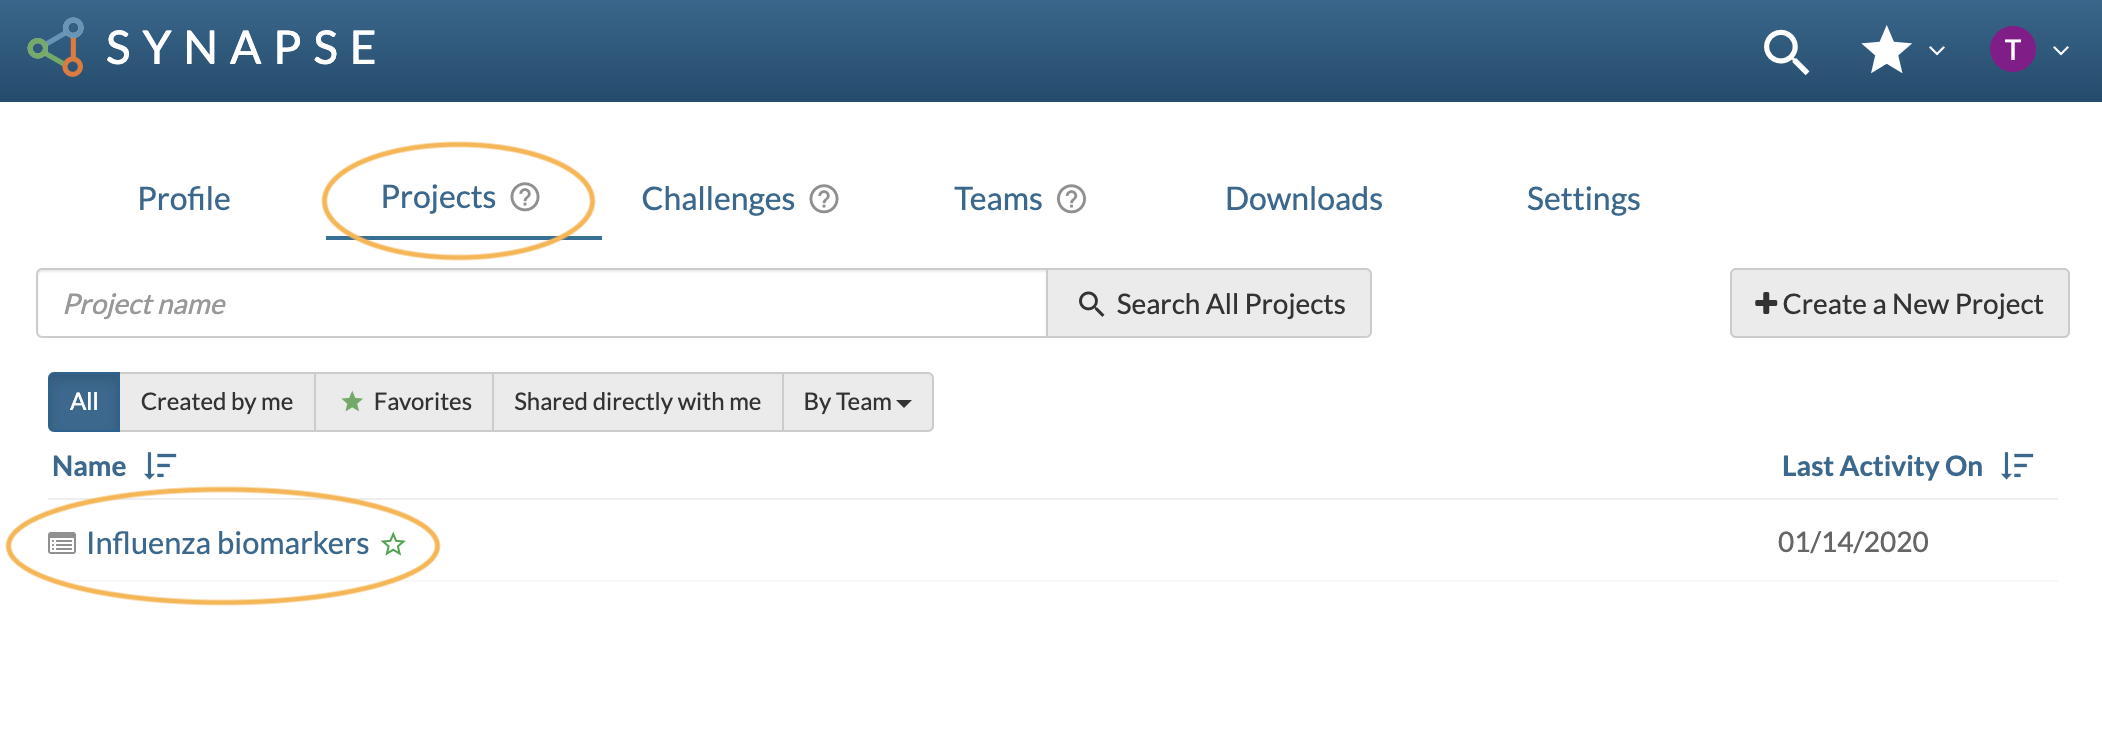 SYNAPSE
T
Profile Projects ? Challenges ? Teams ? Downloads Settings
Project name Search All Projects Create a New Project
All Created by me Favorites Shared directly with me By Team
Name Last Activity On
Influenza biomarkers 01/14/2020